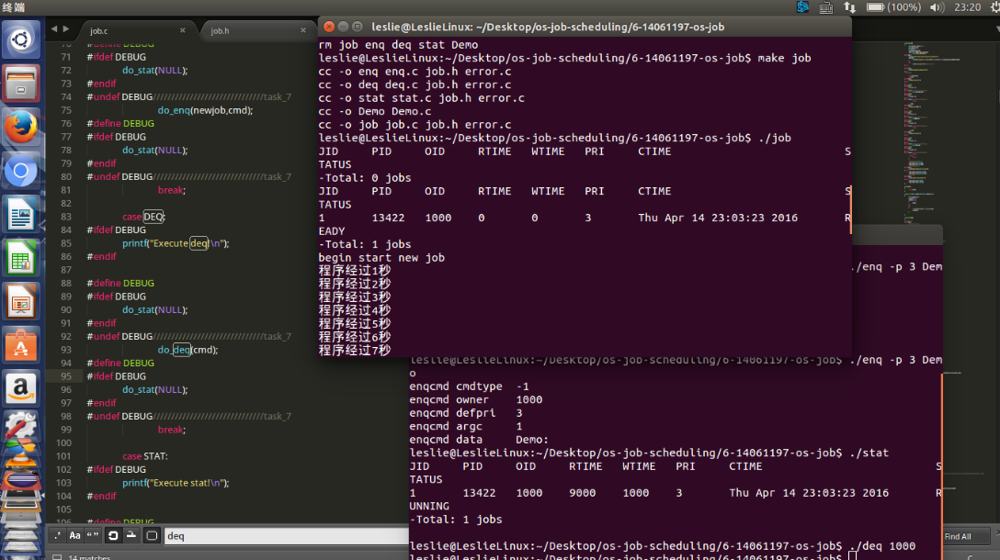 终端
(100%)
23:20
job.c
job.h
70 #define DEBUG
71 #ifdef DEBUG
72 do_stat(NULL);
73 #endif
74 #undef DEBUG///////////////////////////////task_7
75 do_enq(newjob,cmd);
76 #define DEBUG
77 #ifdef DEBUG
78 do_stat(NULL);
79 #endif
80 #undef DEBUG///////////////////////////////task_7
81 break;
82
83 case DEQ:
84 #ifdef DEBUG
85 printf("Execute deq!\n");
86 #endif
87
88 #define DEBUG
89 #ifdef DEBUG
90 do_stat(NULL);
91 #endif
92 #undef DEBUG///////////////////////////////task_7
93 do_deq(cmd);
94 #define DEBUG
95 #ifdef DEBUG
96 do_stat(NULL);
97 #endif
98 #undef DEBUG///////////////////////////////task_7
99 break;
100
101 case STAT:
102 #ifdef DEBUG
103 printf("Execute stat!\n");
104 #endif
105
106 #define DEBUG
.* Aa “”
deq
Find All
14 matches
leslie@LeslieLinux: ~/Desktop/os-job-scheduling/6-14061197-os-job
rm job enq deq stat Demo
leslie@LeslieLinux:~/Desktop/os-job-scheduling/6-14061197-os-job$ make job
cc -o enq enq.c job.h error.c
cc -o deq deq.c job.h error.c
cc -o stat stat.c job.h error.c
cc -o Demo Demo.c
cc -o job job.c job.h error.c
leslie@LeslieLinux:~/Desktop/os-job-scheduling/6-14061197-os-job$ ./job
JID PID OID RTIME WTIME PRI CTIME S
TATUS
-Total: 0 jobs
JID PID OID RTIME WTIME PRI CTIME S
TATUS
1 13422 1000 0 0 3 Thu Apr 14 23:03:23 2016 R
EADY
-Total: 1 jobs
begin start new job
程序经过1秒
程序经过2秒
程序经过3秒
程序经过4秒
程序经过5秒
程序经过6秒
程序经过7秒
./enq -p 3 Dem
leslie@LeslieLinux:~/Desktop/os-job-scheduling/6-14061197-os-job$ ./enq -p 3 Dem
o
enqcmd cmdtype -1
enqcmd owner 1000
enqcmd defpri 3
enqcmd argc 1
enqcmd data Demo:
leslie@LeslieLinux:~/Desktop/os-job-scheduling/6-14061197-os-job$ ./stat
JID PID OID RTIME WTIME PRI CTIME S
TATUS
1 13422 1000 9000 1000 3 Thu Apr 14 23:03:23 2016 R
UNNING
-Total: 1 jobs
./deq 1000
leslie@LeslieLinux:~/Desktop/os-job-scheduling/6-14061197-os-job$